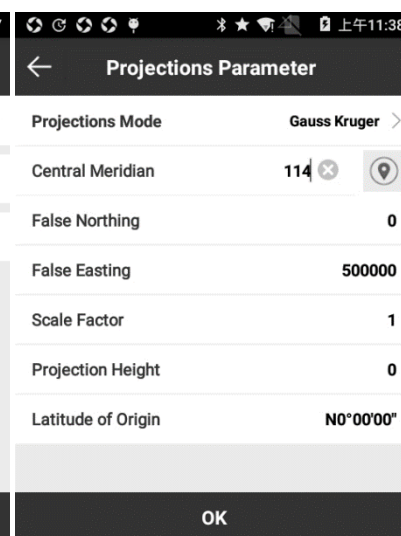 上午11:38
Projections Parameter
Projections Mode Gauss Kruger
Central Meridian 114
False Northing 0
False Easting 500000
Scale Factor 1
Projection Height 0
Latitude of Origin N0°00'00"
OK